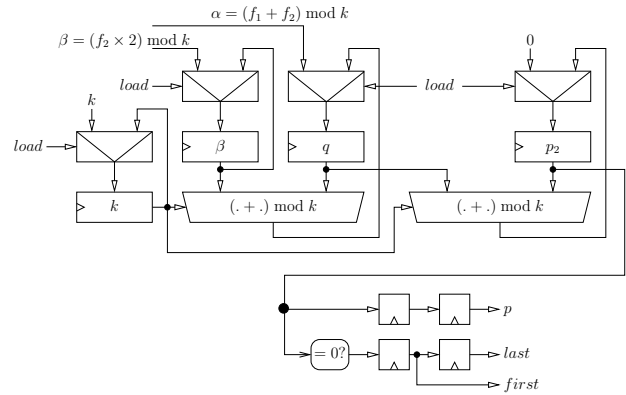 α = (f₁ + f₂) mod k
β = (f₂ × 2) mod k
0
load
load
k
load
β
q
p₂
k
(. + .) mod k
(. + .) mod k
p
= 0?
last
first